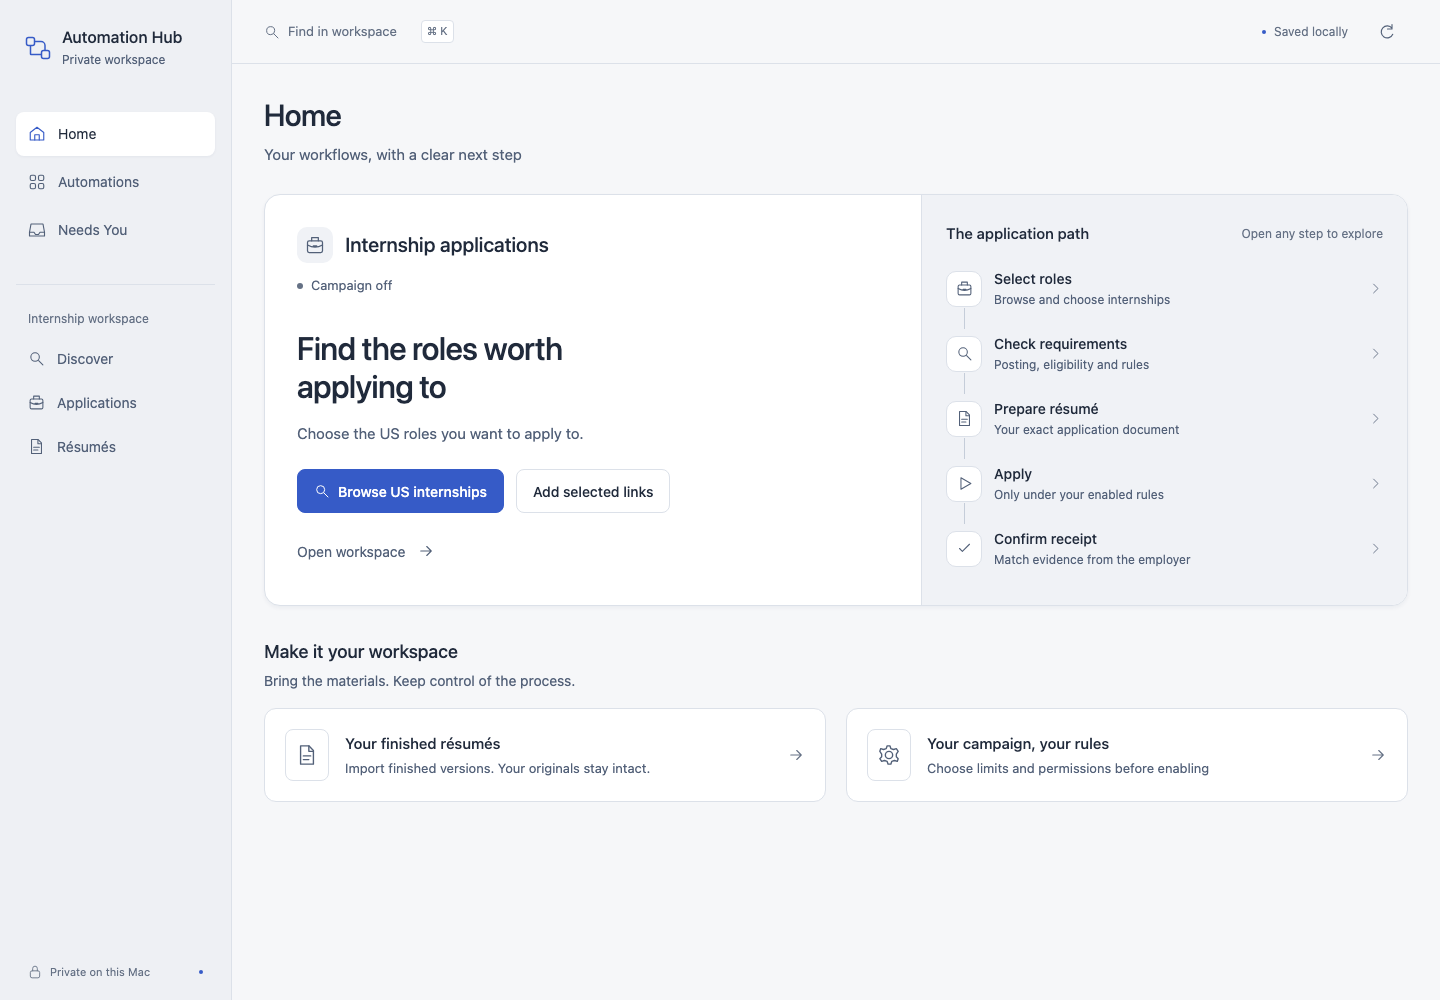 Automation Hub
Private workspace
Home
Automations
Needs You
Internship workspace
Discover
Applications
Résumés
Private on this Mac
Find in workspace
⌘ K
Saved locally
Home
Your workflows, with a clear next step
Internship applications
Campaign off
Find the roles worth
applying to
Choose the US roles you want to apply to.
Browse US internships
Add selected links
Open workspace
The application path
Open any step to explore
Select roles
Browse and choose internships
Check requirements
Posting, eligibility and rules
Prepare résumé
Your exact application document
Apply
Only under your enabled rules
Confirm receipt
Match evidence from the employer
Make it your workspace
Bring the materials. Keep control of the process.
Your finished résumés
Import finished versions. Your originals stay intact.
Your campaign, your rules
Choose limits and permissions before enabling